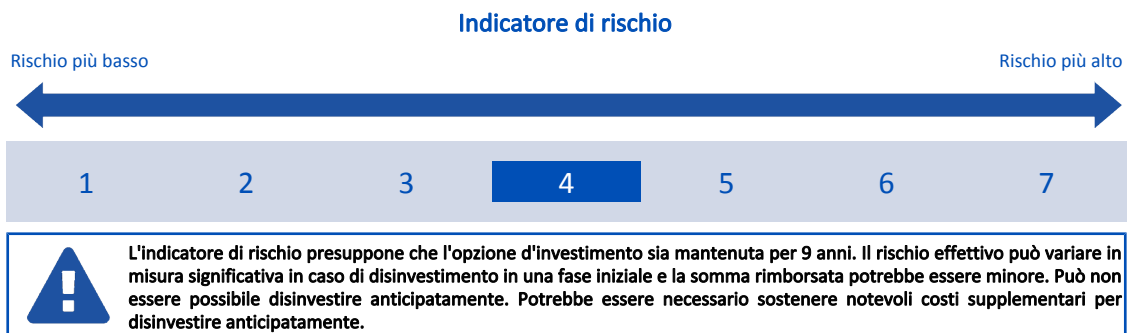 Indicatore di rischio
Rischio più basso Rischio più alto
1 2 3 4 5 6 7
L'indicatore di rischio presuppone che l'opzione d'investimento sia mantenuta per 9 anni. Il rischio effettivo può variare in
misura significativa in caso di disinvestimento in una fase iniziale e la somma rimborsata potrebbe essere minore. Può non
essere possibile disinvestire anticipatamente. Potrebbe essere necessario sostenere notevoli costi supplementari per
disinvestire anticipatamente.